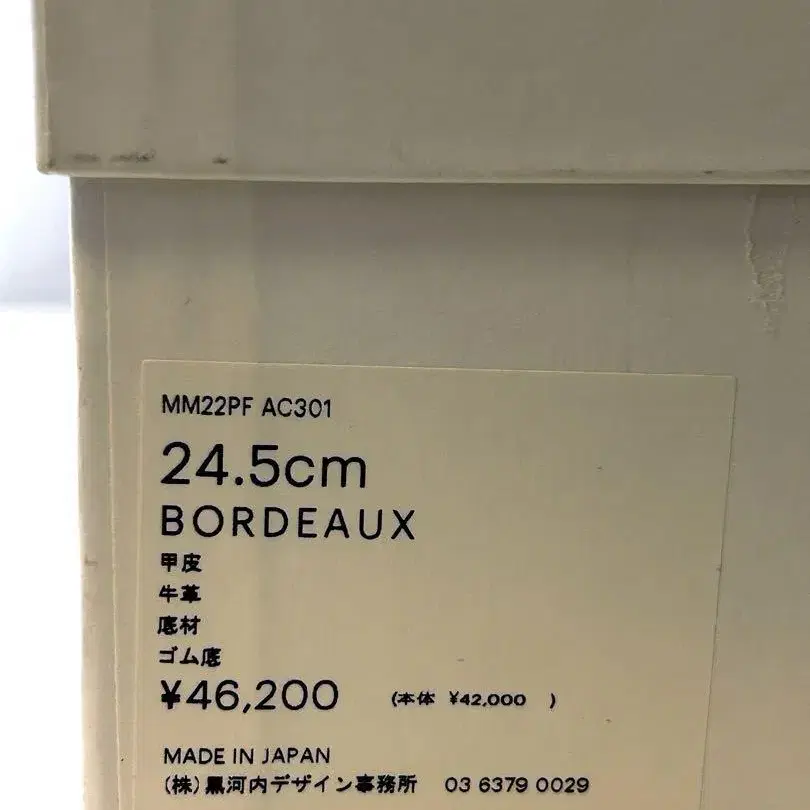 MM22PF AC301
24.5cm
BORDEAUX
甲皮
牛革
底材
ゴム底
¥46,200 (本体 ¥42,000 )
MADE IN JAPAN
(株)黒河内デザイン事務所 03 6379 0029